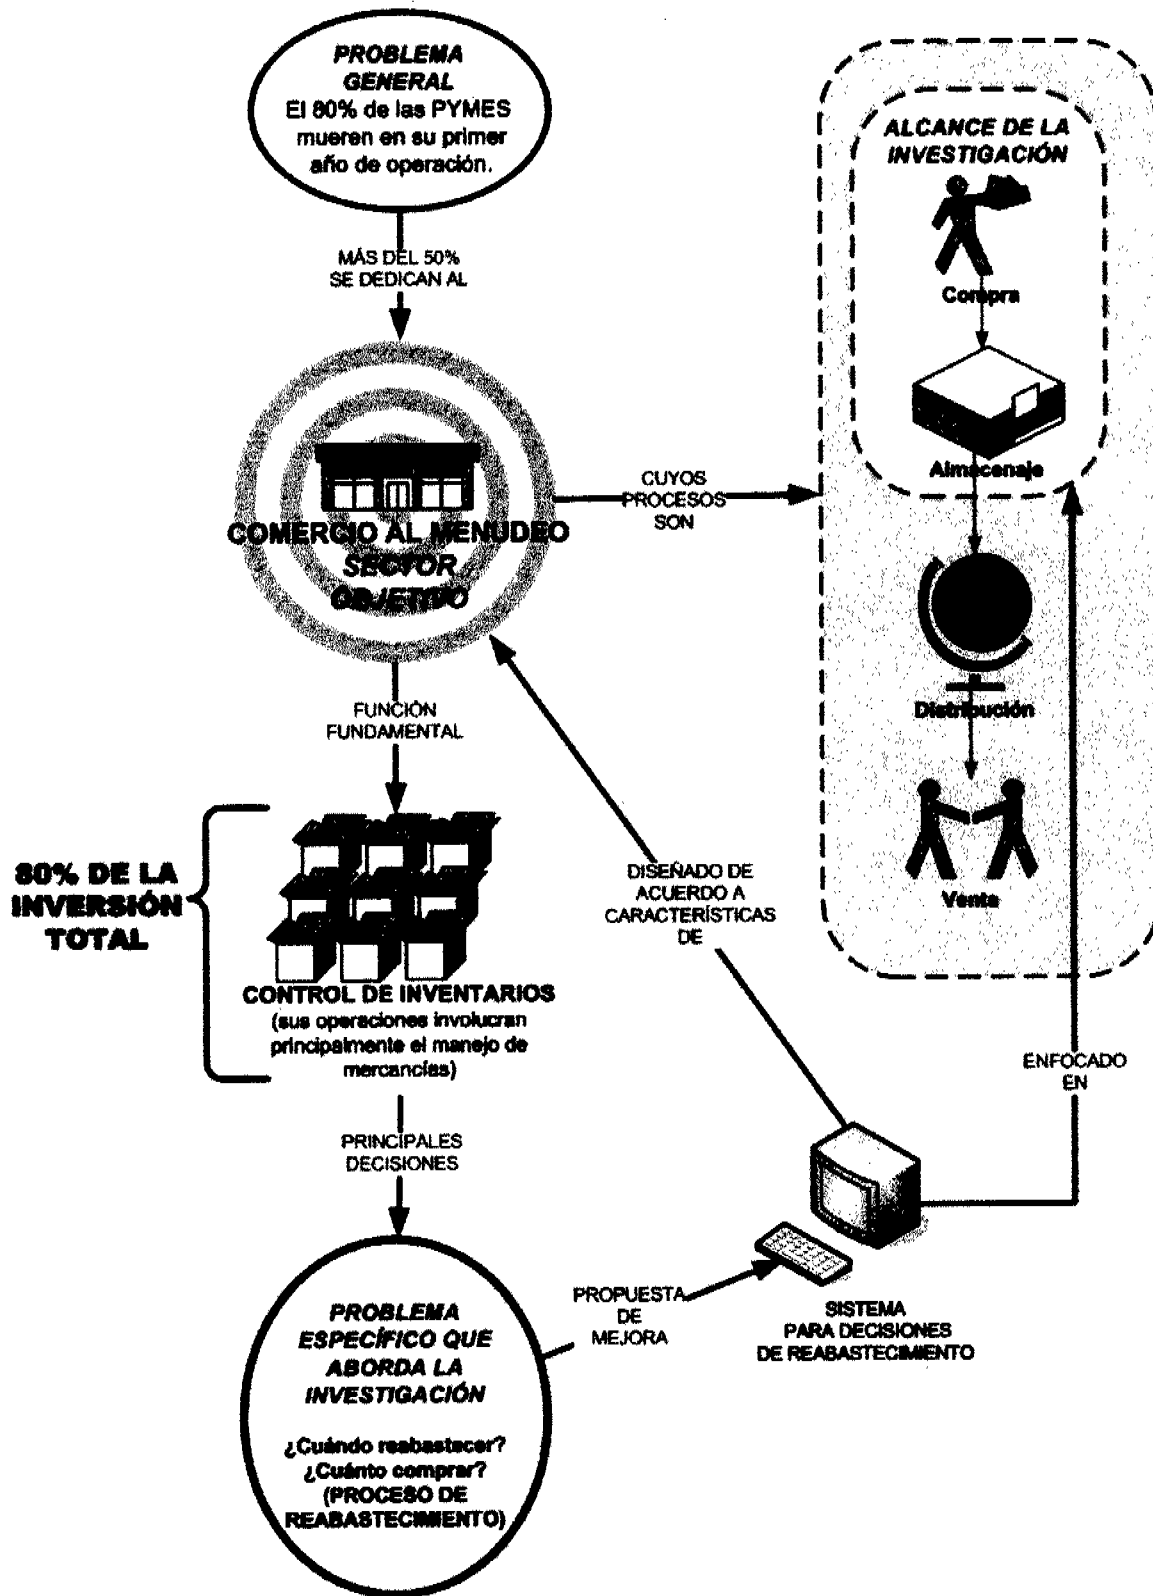 PROBLEMA
GENERAL
El 80% de las PYMES
mueren en su primer
año de operación.
MÁS DEL 50%
SE DEDICAN AL
COMERCIO AL MENUDEO
SECTOR
OBJETIVO
CUYOS
PROCESOS
SON
ALCANCE DE LA
INVESTIGACIÓN
Compra
Almacenaje
Distribución
Venta
FUNCIÓN
FUNDAMENTAL
80% DE LA
INVERSIÓN
TOTAL
CONTROL DE INVENTARIOS
(sus operaciones involucran
principalmente el manejo de
mercancías)
DISEÑADO DE
ACUERDO A
CARACTERÍSTICAS
DE
ENFOCADO
EN
PRINCIPALES
DECISIONES
PROBLEMA
ESPECÍFICO QUE
ABORDA LA
INVESTIGACIÓN
¿Cuándo reabastecer?
¿Cuánto comprar?
(PROCESO DE
REABASTECIMIENTO)
PROPUESTA
DE
MEJORA
SISTEMA
PARA DECISIONES
DE REABASTECIMIENTO